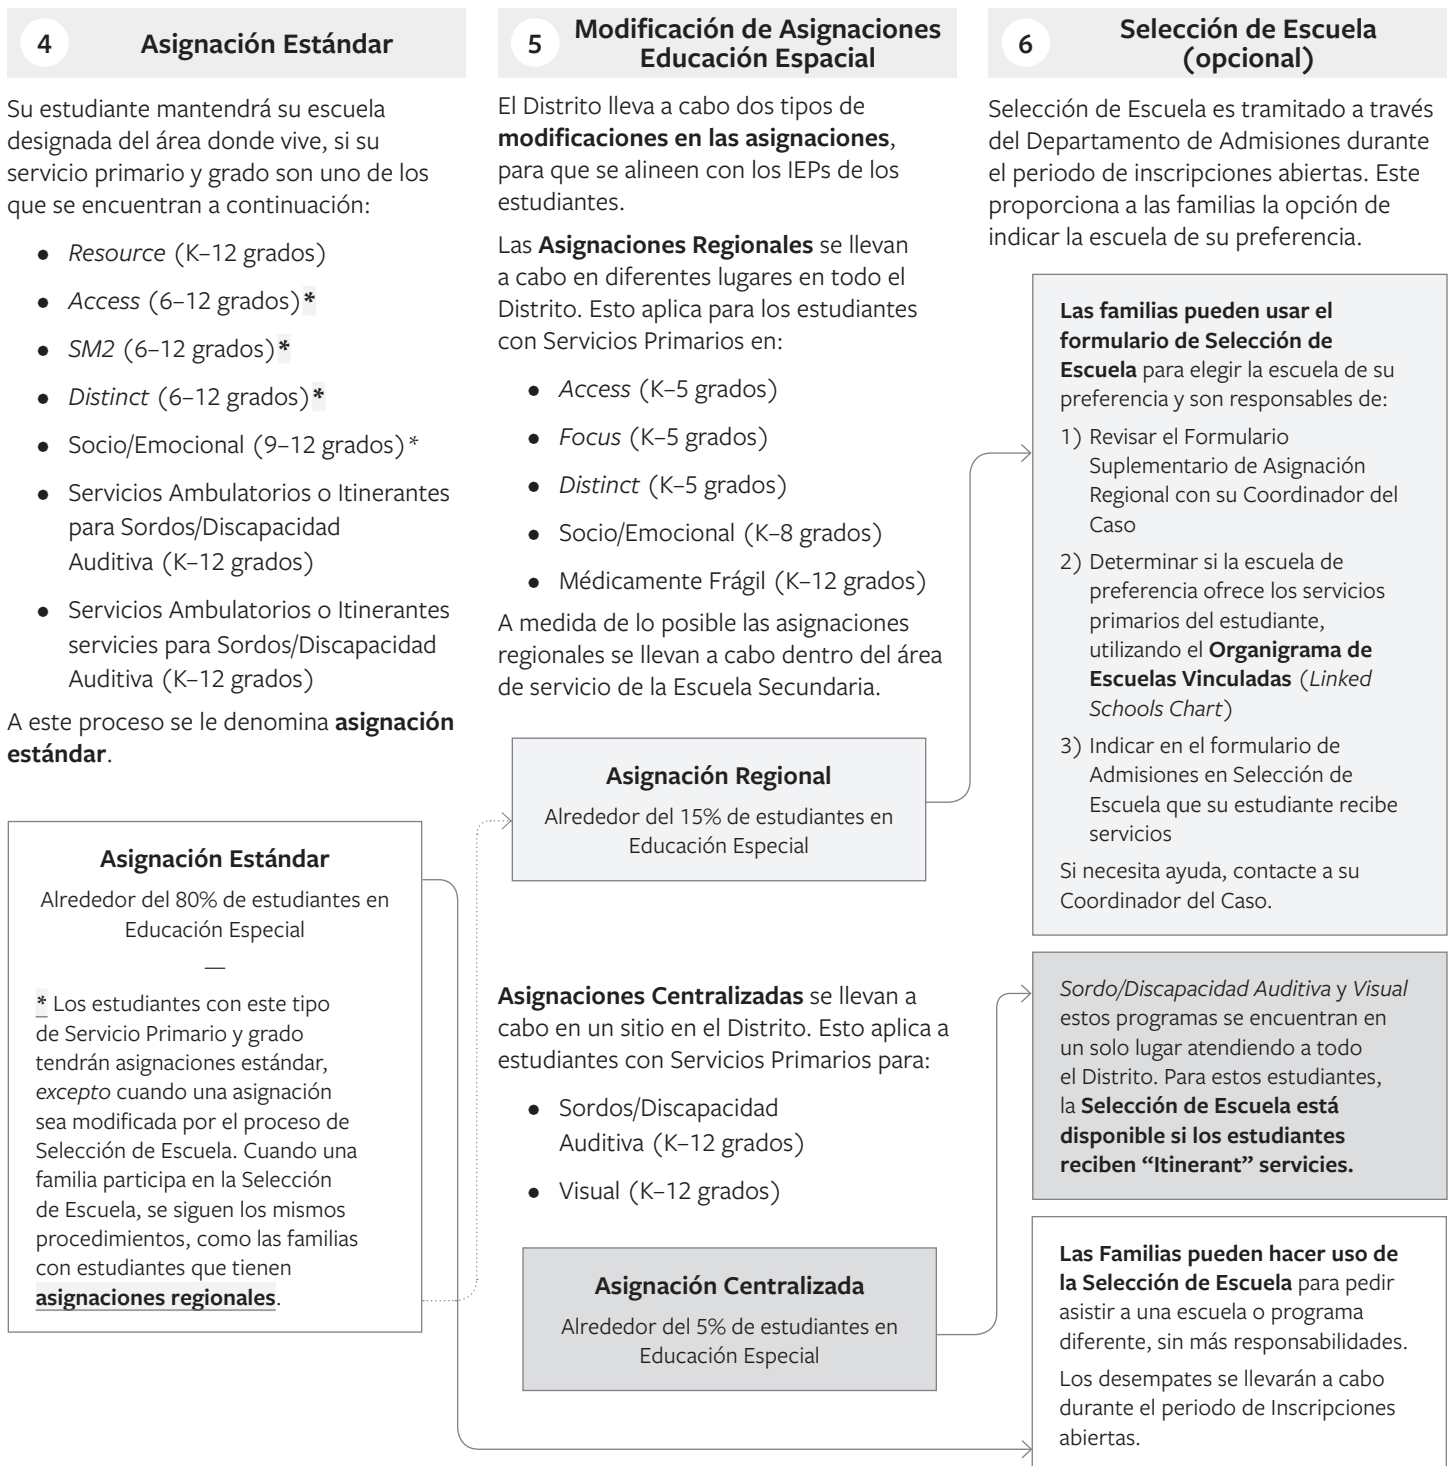 4 Asignación Estándar
Su estudiante mantendrá su escuela
designada del área donde vive, si su
servicio primario y grado son uno de los
que se encuentran a continuación:
● Resource (K–12 grados)
● Access (6–12 grados)*
● SM2 (6–12 grados)*
● Distinct (6–12 grados)*
● Socio/Emocional (9–12 grados)*
● Servicios Ambulatorios o Itinerantes
para Sordos/Discapacidad
Auditiva (K–12 grados)
● Servicios Ambulatorios o Itinerantes
servicies para Sordos/Discapacidad
Auditiva (K–12 grados)
A este proceso se le denomina asignación
estándar.
Asignación Estándar
Alrededor del 80% de estudiantes en
Educación Especial
—
* Los estudiantes con este tipo
de Servicio Primario y grado
tendrán asignaciones estándar,
excepto cuando una asignación
sea modificada por el proceso de
Selección de Escuela. Cuando una
familia participa en la Selección
de Escuela, se siguen los mismos
procedimientos, como las familias
con estudiantes que tienen
asignaciones regionales.
5 Modificación de Asignaciones
Educación Espacial
El Distrito lleva a cabo dos tipos de
modificaciones en las asignaciones,
para que se alineen con los IEPs de los
estudiantes.
Las Asignaciones Regionales se llevan
a cabo en diferentes lugares en todo el
Distrito. Esto aplica para los estudiantes
con Servicios Primarios en:
● Access (K–5 grados)
● Focus (K–5 grados)
● Distinct (K–5 grados)
● Socio/Emocional (K–8 grados)
● Médicamente Frágil (K–12 grados)
A medida de lo posible las asignaciones
regionales se llevan a cabo dentro del área
de servicio de la Escuela Secundaria.
Asignación Regional
Alrédedor del 15% de estudiantes en
Educación Especial
Asignaciones Centralizadas se llevan a
cabo en un sitio en el Distrito. Esto aplica a
estudiantes con Servicios Primarios para:
● Sordos/Discapacidad
Auditiva (K–12 grados)
● Visual (K–12 grados)
Asignación Centralizada
Alrédedor del 5% de estudiantes en
Educación Especial
6 Selección de Escuela
(opcional)
Selección de Escuela es tramitado a través
del Departamento de Admisiones durante
el periodo de inscripciones abiertas. Este
proporciona a las familias la opción de
indicar la escuela de su preferencia.
Las familias pueden usar el
formulario de Selección de
Escuela para elegir la escuela de su
preferencia y son responsables de:
1) Revisar el Formulario
Suplementario de Asignación
Regional con su Coordinador del
Caso
2) Determinar si la escuela de
preferencia ofrece los servicios
primarios del estudiante,
utilizando el Organigrama de
Escuelas Vinculadas (Linked
Schools Chart)
3) Indicar en el formulario de
Admisiones en Selección de
Escuela que su estudiante recibe
servicios
Si necesita ayuda, contacte a su
Coordinador del Caso.
Sordo/Discapacidad Auditiva y Visual
estos programas se encuentran en
un solo lugar atendiendo a todo
el Distrito. Para estos estudiantes,
la Selección de Escuela está
disponible si los estudiantes
reciben “Itinerant” servicies.
Las Familias pueden hacer uso de
la Selección de Escuela para pedir
asistir a una escuela o programa
diferente, sin más responsabilidades.
Los desempates se llevarán a cabo
durante el periodo de Inscripciones
abiertas.